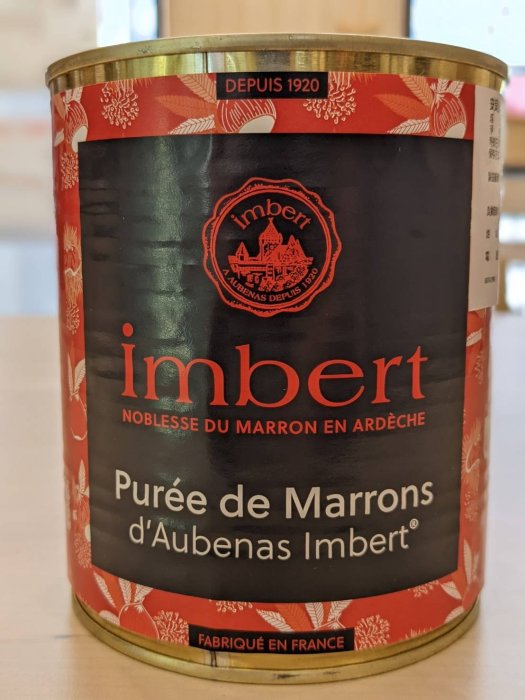 DEPUIS 1920
imbert
A AUBENAS DEPUIS 1920
imbert
NOBLESSE DU MARRON EN ARDÈCHE
Purée de Marrons
d'Aubenas Imbert®
FABRIQUÉ EN FRANCE